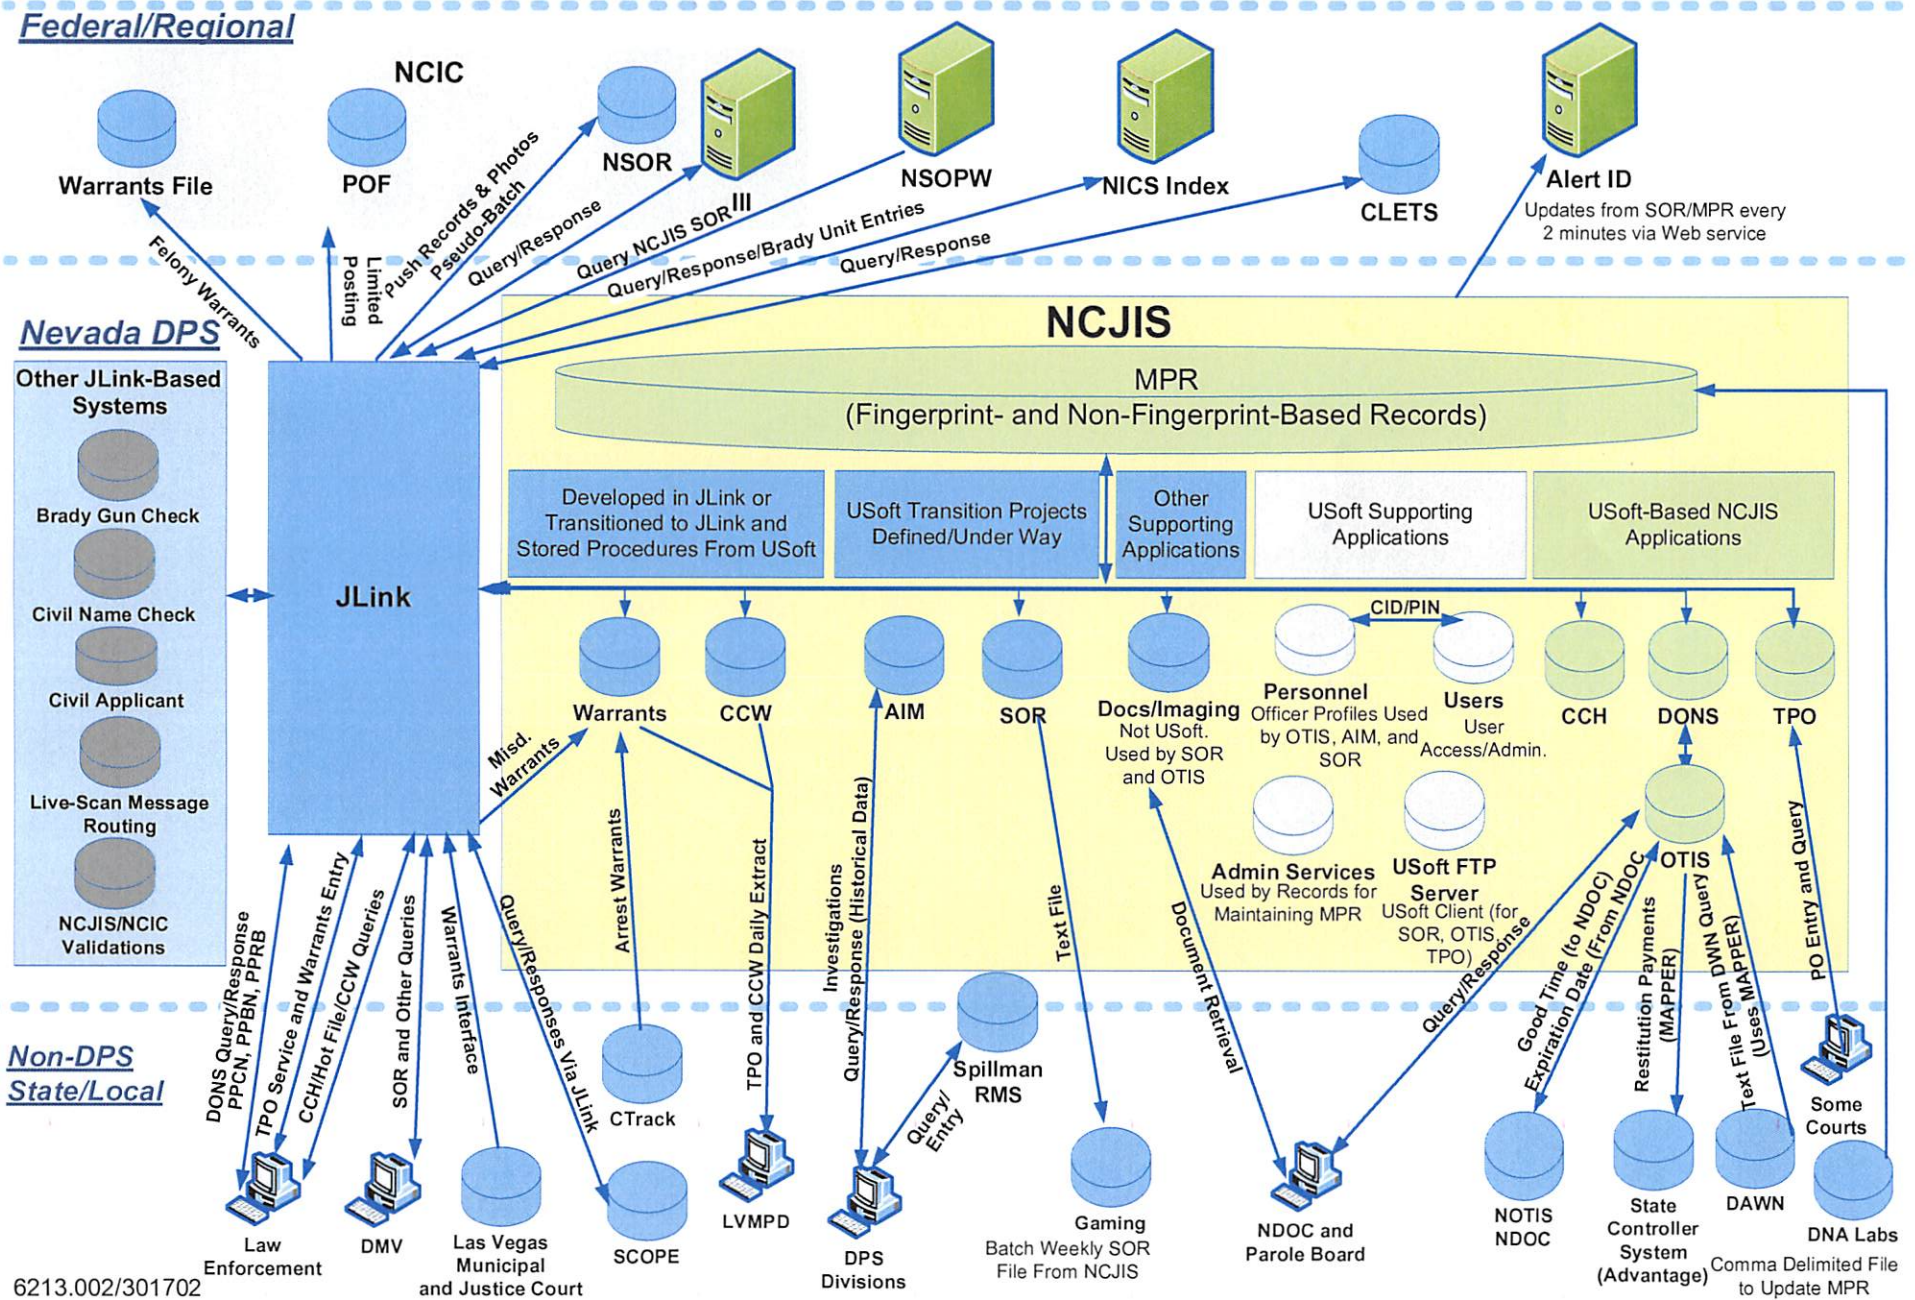 Federal/Regional
NCIC
Warrants File
POF
NSOR
III
NSOPW
NICS Index
CLETS
Alert ID
Updates from SOR/MPR every
2 minutes via Web service
Felony Warrants
Limited
Posting
Push Records & Photos
Pseudo-Batch
Query/Response
Query NCJIS SOR
Query/Response/Brady Unit Entries
Query/Response
Nevada DPS
Other JLink-Based
Systems
Brady Gun Check
Civil Name Check
Civil Applicant
Live-Scan Message
Routing
NCJIS/NCIC
Validations
JLink
NCJIS
MPR
(Fingerprint- and Non-Fingerprint-Based Records)
Developed in JLink or
Transitioned to JLink and
Stored Procedures From USoft
USoft Transition Projects
Defined/Under Way
Other
Supporting
Applications
USoft Supporting
Applications
USoft-Based NCJIS
Applications
Warrants
CCW
AIM
SOR
Docs/Imaging
Not USoft.
Used by SOR
and OTIS
CID/PIN
Personnel
Officer Profiles Used
by OTIS, AIM, and
SOR
Users
User
Access/Admin.
CCH
DONS
TPO
Admin Services
Used by Records for
Maintaining MPR
USoft FTP
Server
USoft Client (for
SOR, OTIS,
TPO)
OTIS
Misd.
Warrants
Arrest Warrants
TPO and CCW Daily Extract
Investigations
Query/Response (Historical Data)
Text File
Document Retrieval
Query/Response
Good Time (to NDOC)
Expiration Date (From NDOC
Restitution Payments
(MAPPER)
Text File From DWN Query
(Uses MAPPER)
PO Entry and Query
DONS Query/Response
PPCN, PPBN, PPRB
TPO Service and Warrants Entry
CCH/Hot File/CCW Queries
SOR and Other Queries
Warrants Interface
Query/Responses Via JLink
Query/
Entry
Non-DPS
State/Local
Law
Enforcement
DMV
Las Vegas
Municipal
and Justice Court
CTrack
SCOPE
LVMPD
DPS
Divisions
Spillman
RMS
Gaming
Batch Weekly SOR
File From NCJIS
NDOC and
Parole Board
NOTIS
NDOC
State
Controller
System
(Advantage)
DAWN
Some
Courts
DNA Labs
Comma Delimited File
to Update MPR
6213.002/301702